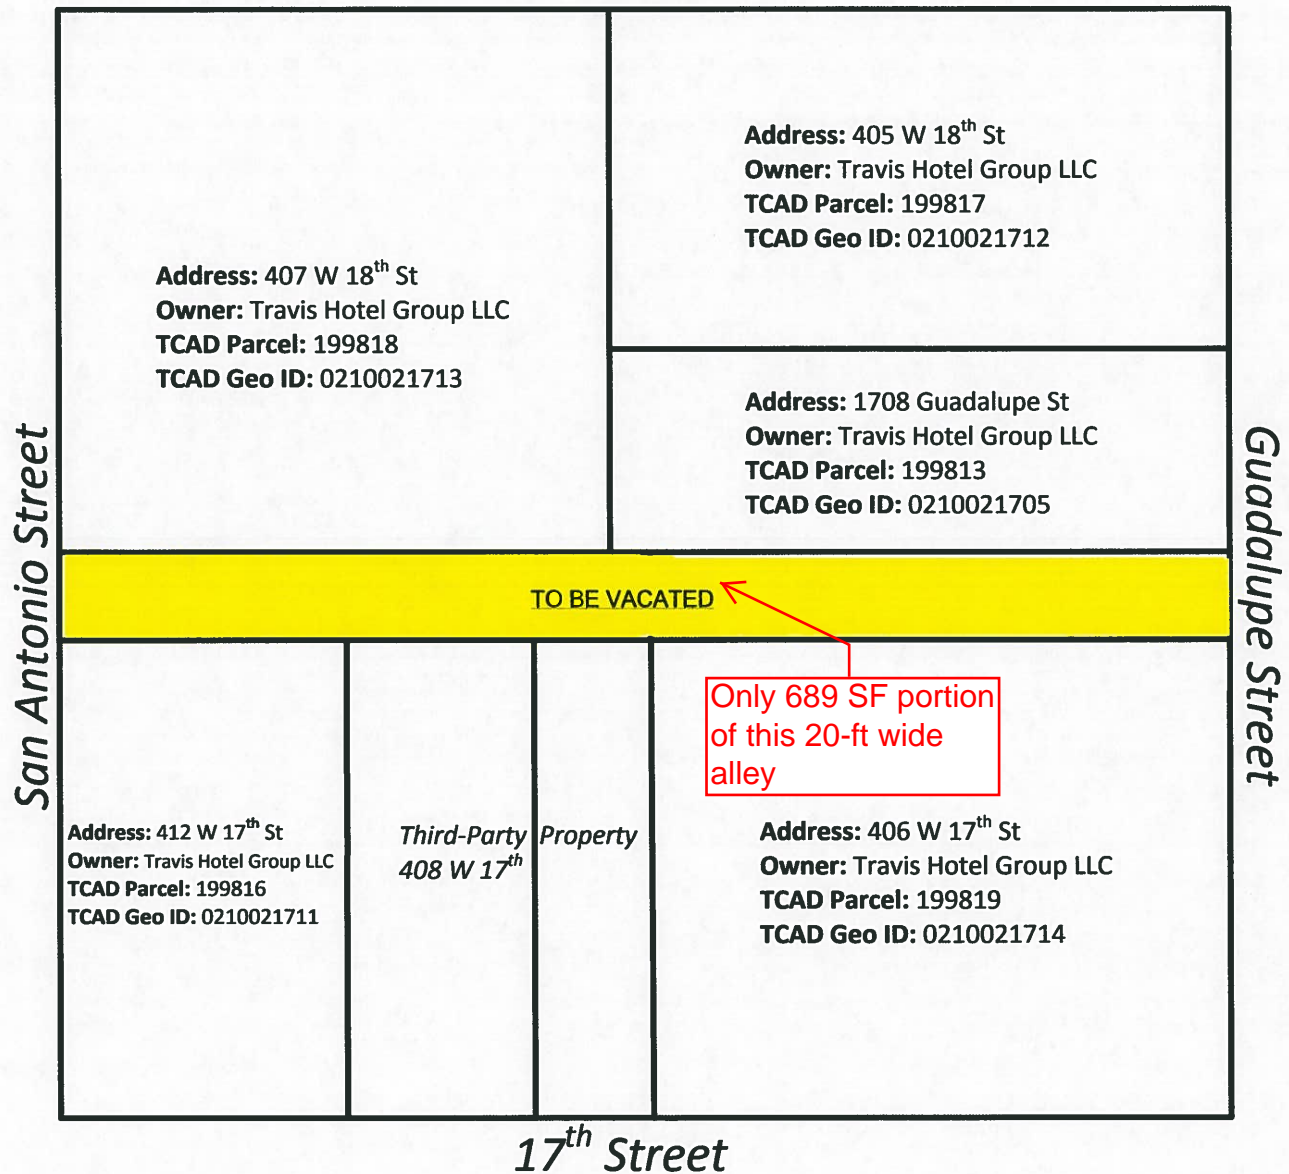 Address: 405 W 18th St
Owner: Travis Hotel Group LLC
TCAD Parcel: 199817
TCAD Geo ID: 0210021712
Address: 407 W 18th St
Owner: Travis Hotel Group LLC
TCAD Parcel: 199818
TCAD Geo ID: 0210021713
Address: 1708 Guadalupe St
Owner: Travis Hotel Group LLC
TCAD Parcel: 199813
TCAD Geo ID: 0210021705
San Antonio Street
Guadalupe Street
TO BE VACATED
Only 689 SF portion
of this 20-ft wide
alley
Address: 412 W 17th St
Owner: Travis Hotel Group LLC
TCAD Parcel: 199816
TCAD Geo ID: 0210021711
Third-Party Property
408 W 17th
Address: 406 W 17th St
Owner: Travis Hotel Group LLC
TCAD Parcel: 199819
TCAD Geo ID: 0210021714
17th Street